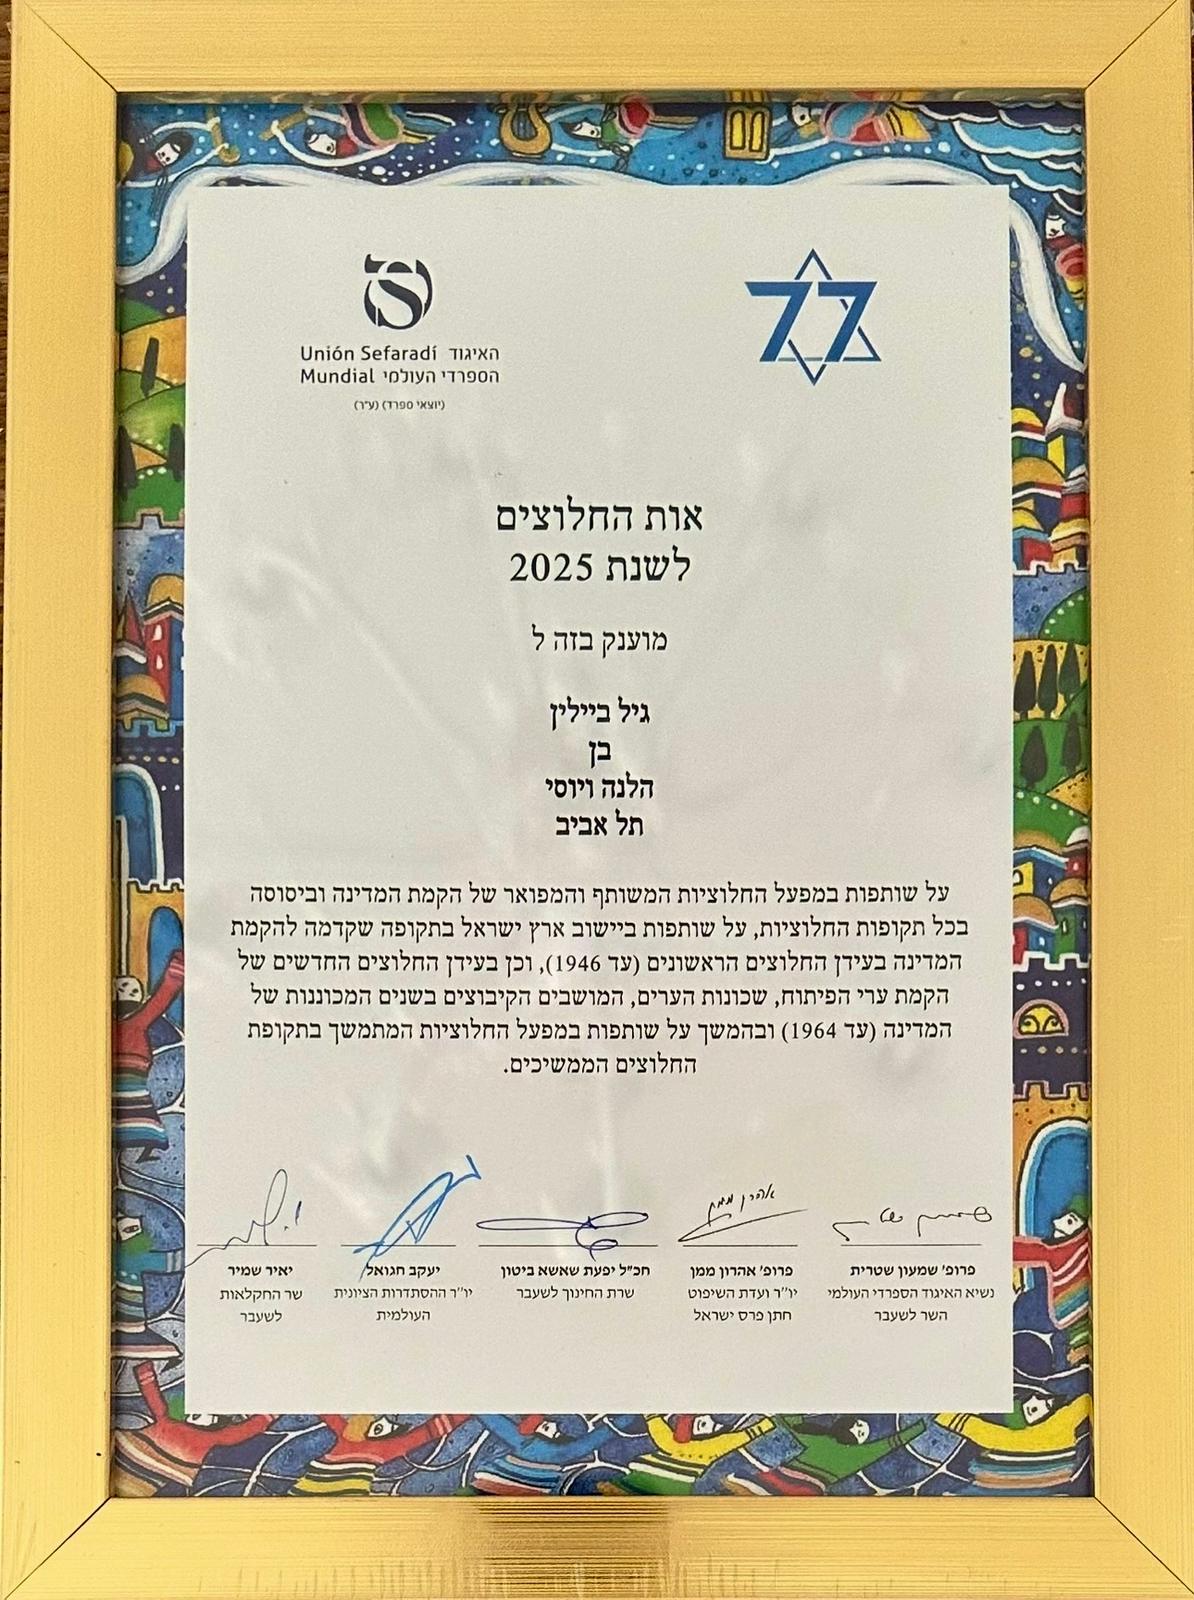 77
Unión Sefaradí האיגוד
Mundial הספרדי העולמי
(יוצאי ספרד) (ע"ר)
אות החלוצים
לשנת 2025
מוענק בזה ל
גיל ביילין
בן
הלנה ויוסי
תל אביב
על שותפות במפעל החלוציות המשותף והמפואר של הקמת המדינה וביסוסה
בכל תקופות החלוציות, על שותפות ביישוב ארץ ישראל בתקופה שקדמה להקמת
המדינה בעידן החלוצים הראשונים (עד 1946), וכן בעידן החלוצים החדשים של
הקמת ערי הפיתוח, שכונות הערים, המושבים הקיבוצים בשנים המכוננות של
המדינה (עד 1964) ובהמשך על שותפות במפעל החלוציות המתמשך בתקופת
החלוצים הממשיכים.
אהרן ממן
פרופ' שמעון שטרית
נשיא האיגוד הספרדי העולמי
השר לשעבר
פרופ' אהרון ממן
יו"ר ועדת השיפוט
חתן פרס ישראל
חכ"ל יפעת שאשא ביטון
שרת החינוך לשעבר
יעקב חגואל
יו"ר ההסתדרות הציונית
העולמית
יאיר שמיר
שר החקלאות
לשעבר